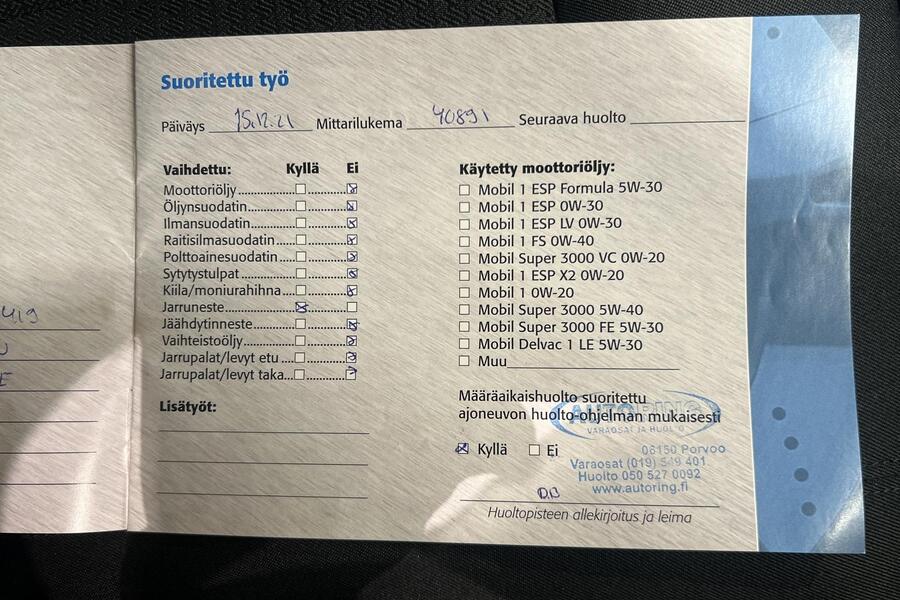 Suoritettu työ
Päiväys 15.12.21 Mittarilukema 40891 Seuraava huolto
Vaihdettu: Kyllä Ei
Moottoriöljy
Öljynsuodatin
Ilmansuodatin
Raitisilmasuodatin
Polttoainesuodatin
Sytytystulpat
Kiila/moniurahihna
Jarruneste
Jäähdytinneste
Vaihteistoöljy
Jarrupalat/levyt etu
Jarrupalat/levyt taka
Lisätyöt:
Käytetty moottoriöljy:
Mobil 1 ESP Formula 5W-30
Mobil 1 ESP 0W-30
Mobil 1 ESP LV 0W-30
Mobil 1 FS 0W-40
Mobil Super 3000 VC 0W-20
Mobil 1 ESP X2 0W-20
Mobil 1 0W-20
Mobil Super 3000 5W-40
Mobil Super 3000 FE 5W-30
Mobil Delvac 1 LE 5W-30
Muu
Määräaikaishuolto suoritettu
ajoneuvon huolto-ohjelman mukaisesti
AUTORING
VARAOSAT JA HUOLTO
Kyllä Ei
06150 Porvoo
Varaosat (019) 549 401
Huolto 050 527 0092
www.autoring.fi
Huoltopisteen allekirjoitus ja leima